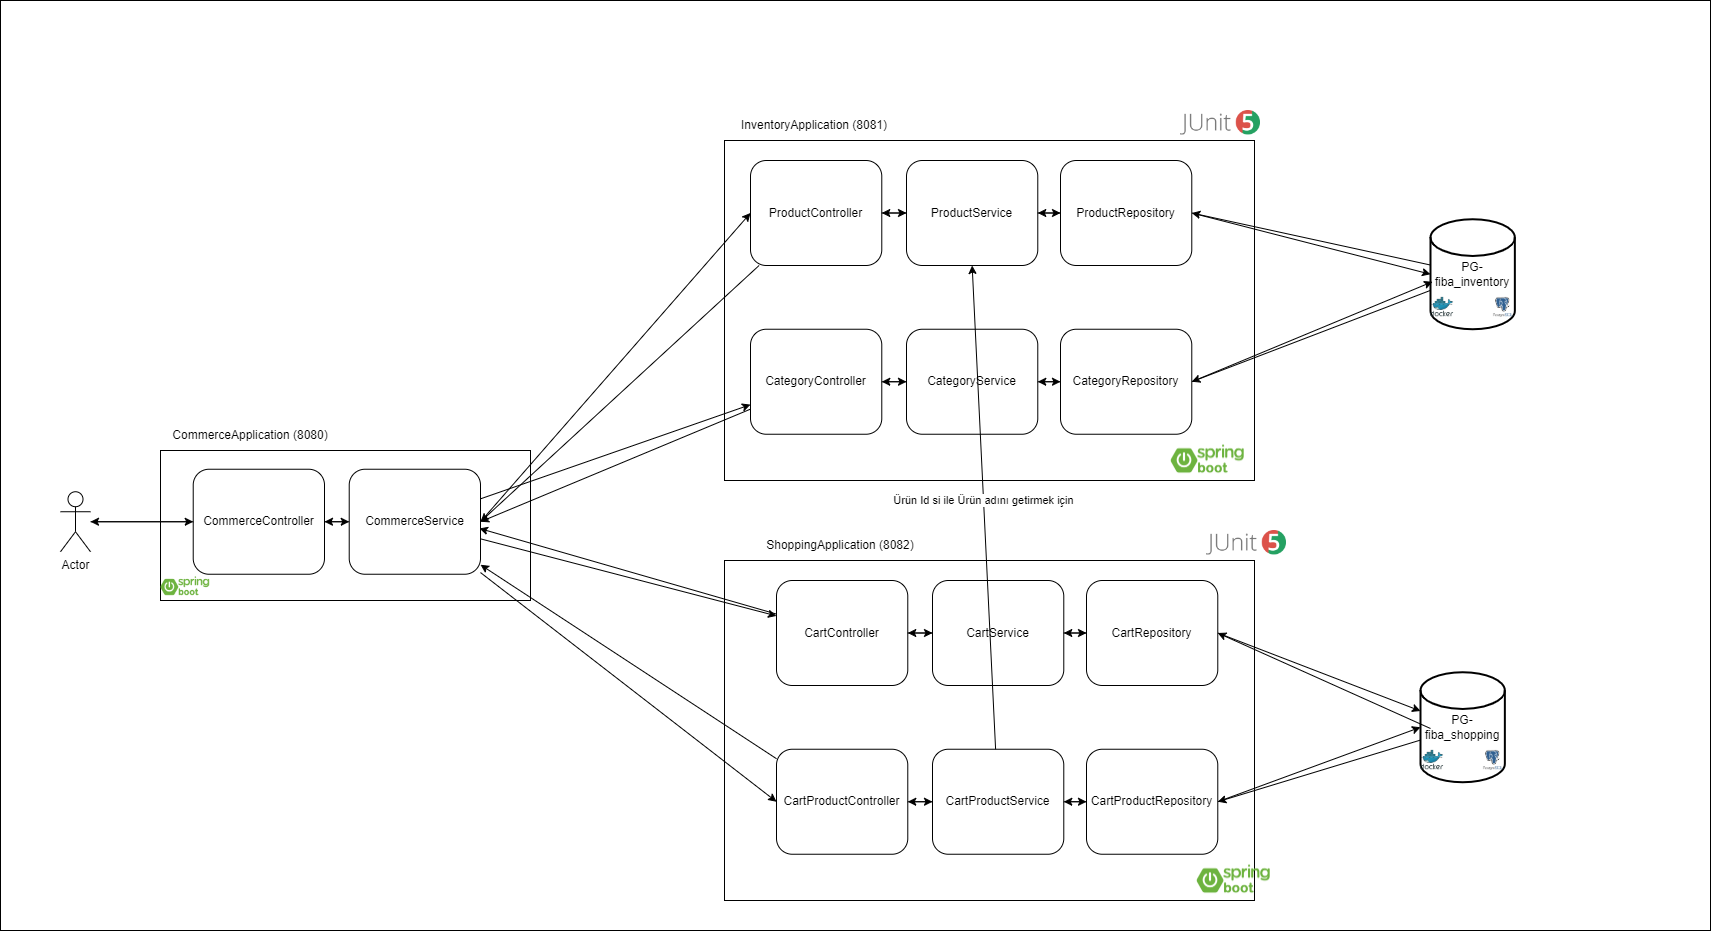 InventoryApplication (8081)
JUnit 5
ProductController
ProductService
ProductRepository
PG-
fiba_inventory
docker
CategoryController
CategoryService
CategoryRepository
spring
boot
CommerceApplication (8080)
CommerceController
CommerceService
Actor
spring
boot
Ürün Id si ile Ürün adını getirmek için
ShoppingApplication (8082)
JUnit 5
CartController
CartService
CartRepository
PG-
fiba_shopping
docker
CartProductController
CartProductService
CartProductRepository
spring
boot